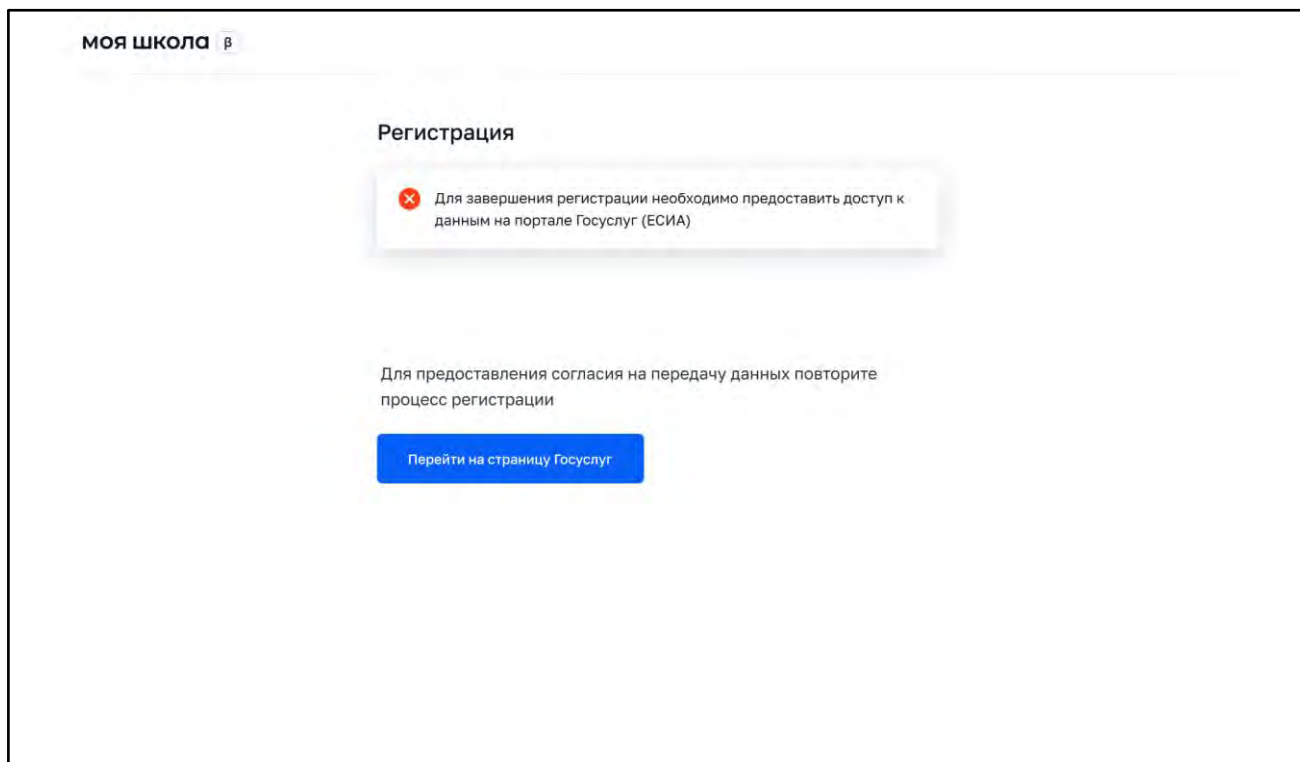 моя школа β
Регистрация
Для завершения регистрации необходимо предоставить доступ к
данным на портале Госуслуг (ЕСИА)
Для предоставления согласия на передачу данных повторите
процесс регистрации
Перейти на страницу Госуслуг